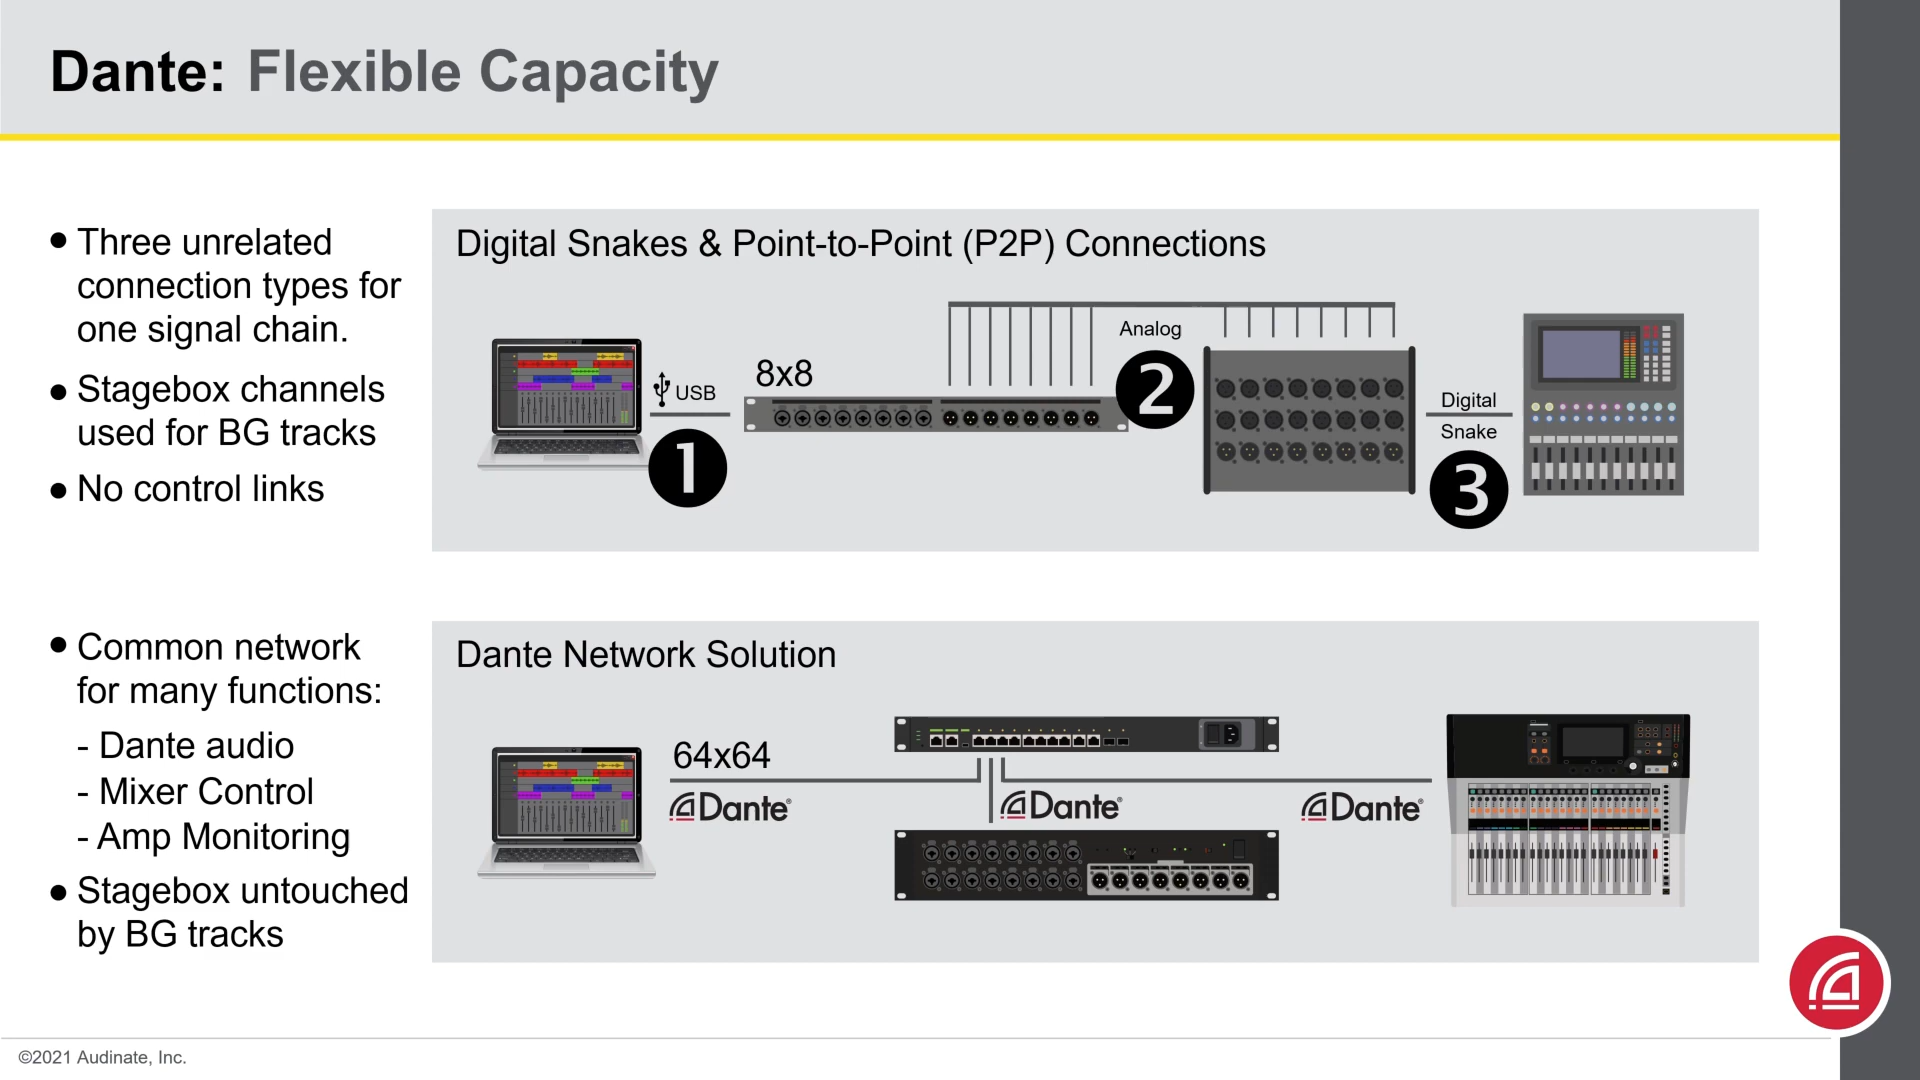 Dante: Flexible Capacity
• Three unrelated
connection types for
one signal chain.
• Stagebox channels
used for BG tracks
• No control links
Digital Snakes & Point-to-Point (P2P) Connections
USB
1
8x8
Analog
2
Digital
Snake
3
• Common network
for many functions:
- Dante audio
- Mixer Control
- Amp Monitoring
• Stagebox untouched
by BG tracks
Dante Network Solution
64x64
Dante®
Dante®
Dante®
©2021 Audinate, Inc.